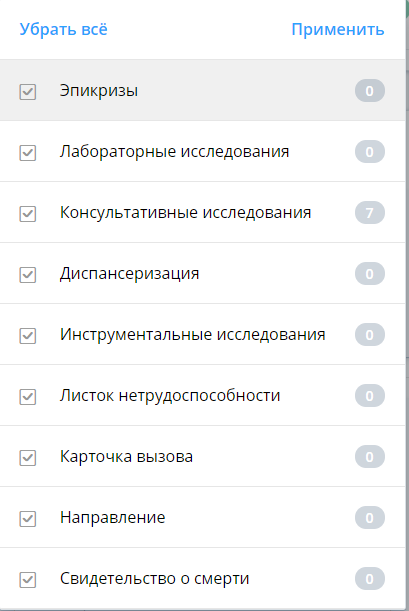 Убрать всё Применить
Эпикризы 0
Лабораторные исследования 0
Консультативные исследования 7
Диспансеризация 0
Инструментальные исследования 0
Листок нетрудоспособности 0
Карточка вызова 0
Направление 0
Свидетельство о смерти 0